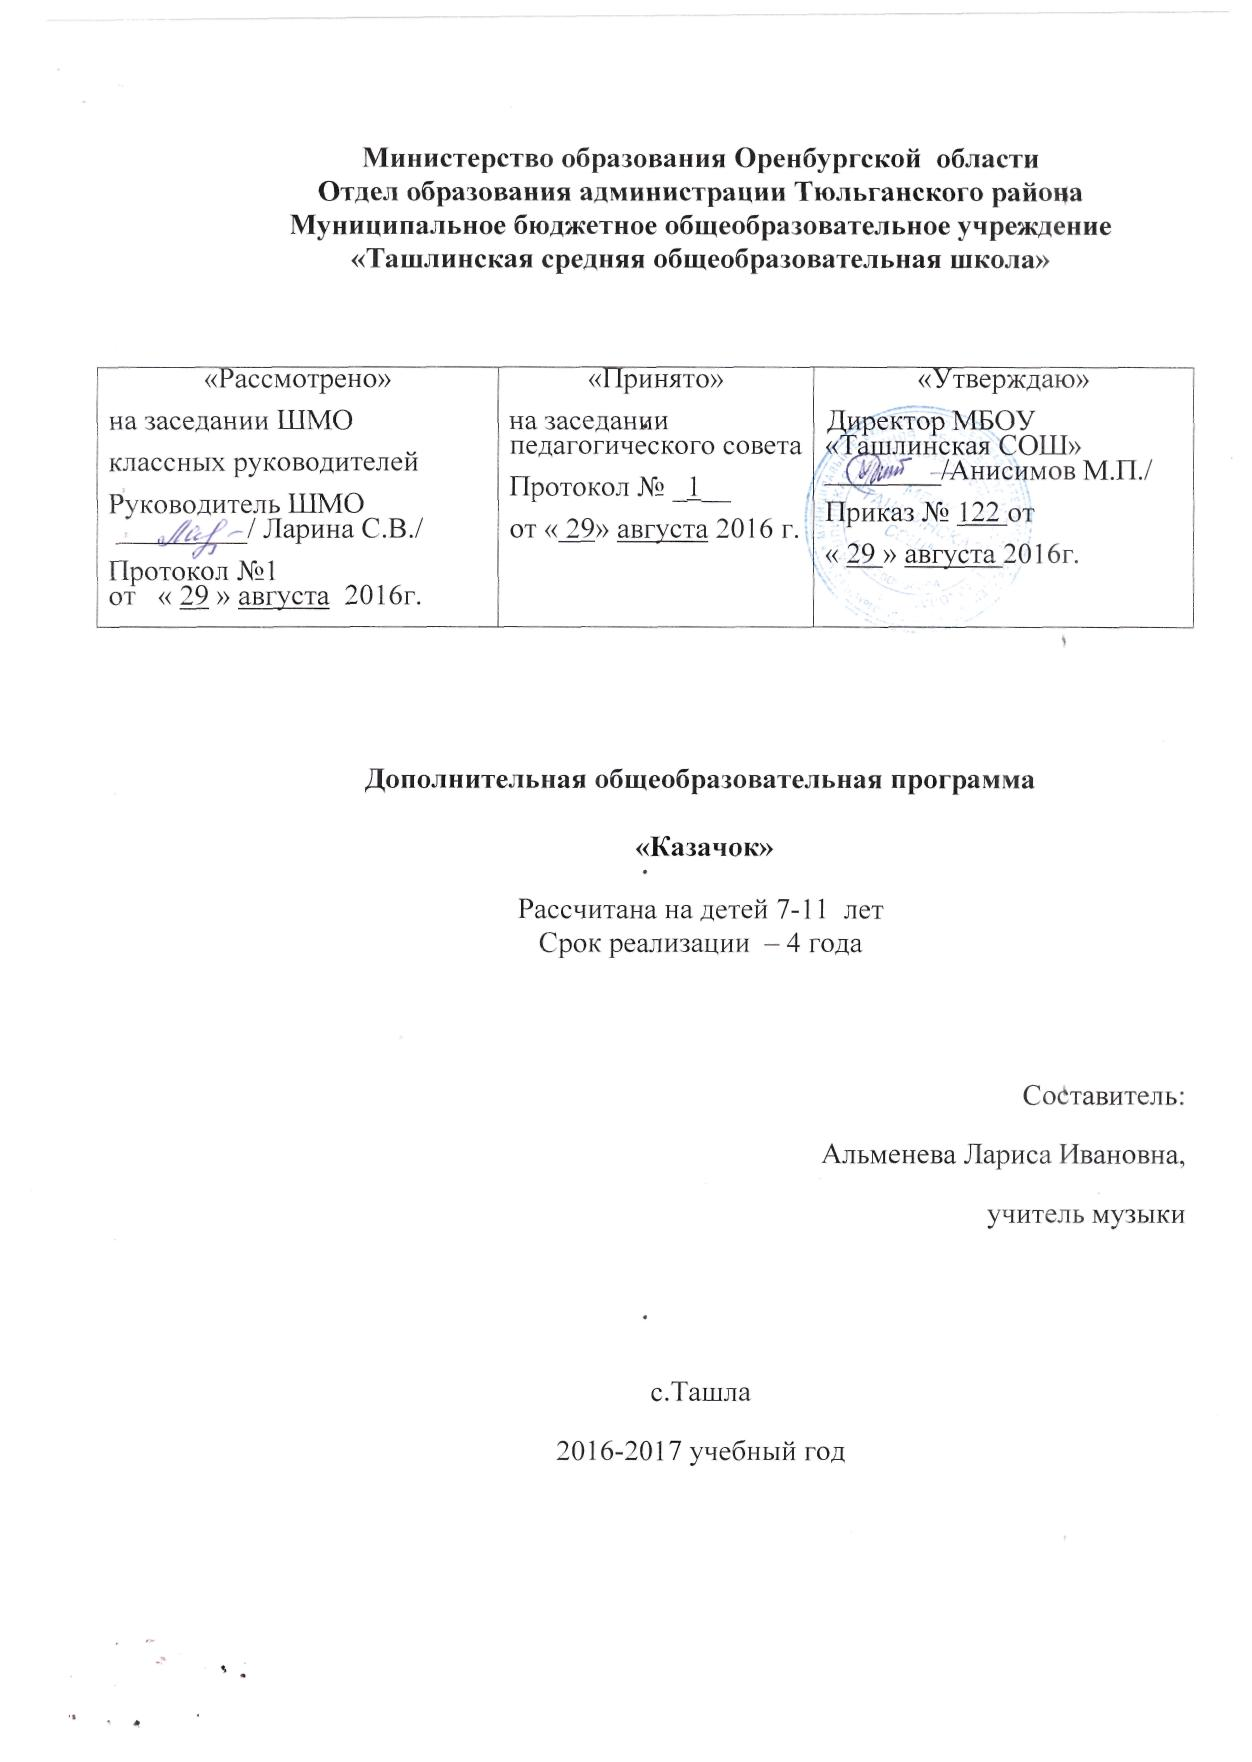 Министерство образования Оренбургской области
Отдел образования администрации Тюльганского района
Муниципальное бюджетное общеобразовательное учреждение
«Ташлинская средняя общеобразовательная школа»
«Рассмотрено»
на заседании ШМО
классных руководителей
Руководитель ШМО
_________/ Ларина С.В./
Протокол №1
от « 29 » августа 2016г.
«Принято»
на заседании
педагогического совета
Протокол № _1__
от « 29» августа 2016 г.
«Утверждаю»
Директор МБОУ
«Ташлинская СОШ»
________/Анисимов М.П./
Приказ № 122 от
« 29 » августа 2016г.
Дополнительная общеобразовательная программа
«Казачок»
Рассчитана на детей 7-11 лет
Срок реализации – 4 года
Составитель:
Альменева Лариса Ивановна,
учитель музыки
с.Ташла
2016-2017 учебный год